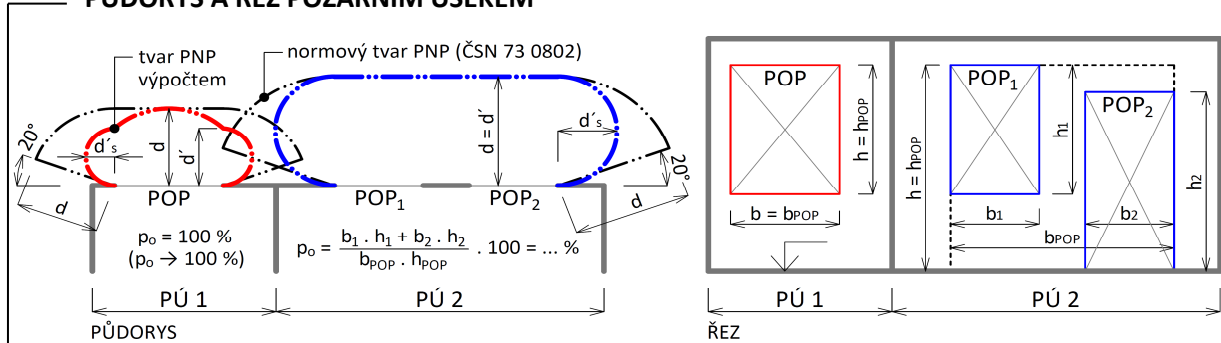 PŮDORYS A ŘEZ POŽÁRNÍM ÚSEKEM
tvar PNP
výpočtem
normový tvar PNP (ČSN 73 0802)
20°
d´s
d
d´
d
POP
d = d´
d´s
20°
d
POP1
POP2
po = 100 %
(po → 100 %)
po = b1 . h1 + b2 . h2 / bPOP . hPOP . 100 = ... %
PÚ 1
PÚ 2
PŮDORYS
POP
h = hPOP
b = bPOP
h = hPOP
POP1
h1
POP2
h2
b1
b2
bPOP
PÚ 1
PÚ 2
ŘEZ